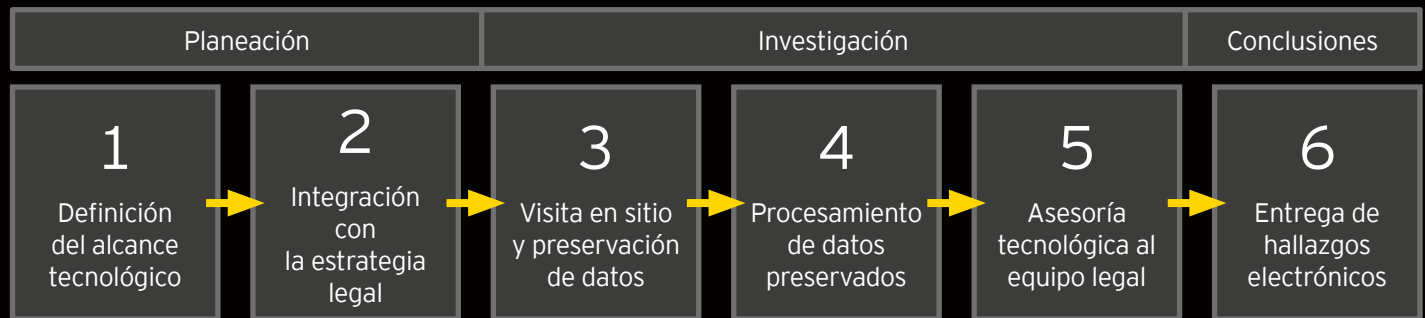 Planeación
Investigación
Conclusiones
1
Definición
del alcance
tecnológico
2
Integración
con
la estrategia
legal
3
Visita en sitio
y preservación
de datos
4
Procesamiento
de datos
preservados
5
Asesoría
tecnológica al
equipo legal
6
Entrega de
hallazgos
electrónicos